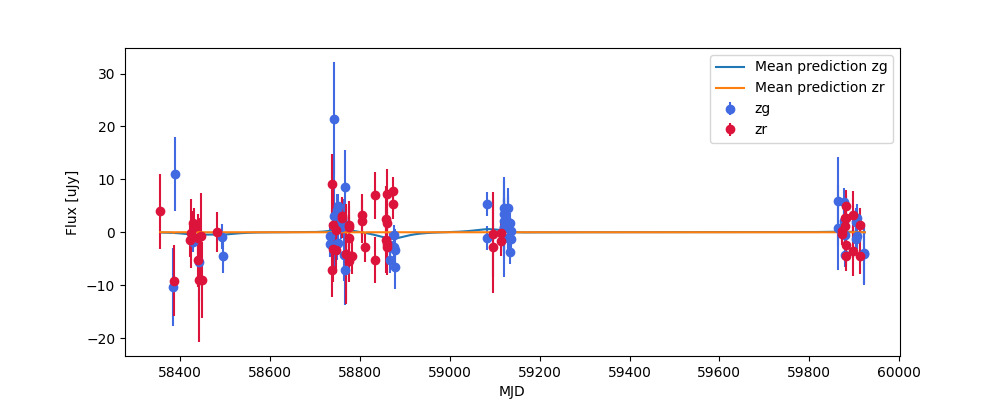 Mean prediction zg
Mean prediction zr
zg
zr
30
20
10
0
−10
−20
Flux [uJy]
58400
58600
58800
59000
59200
59400
59600
59800
60000
MJD